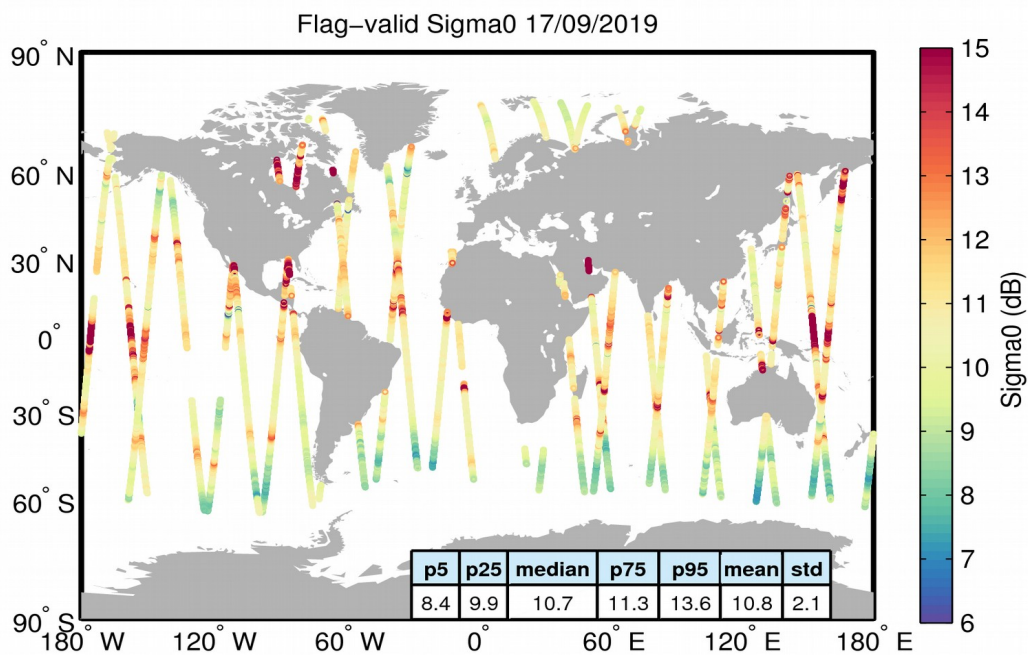 Flag−valid Sigma0 17/09/2019
90° N
60° N
30° N
0°
30° S
60° S
90° S
180° W
120° W
60° W
0°
60° E
120° E
180° E
p5 p25 median p75 p95 mean std
8.4 9.9 10.7 11.3 13.6 10.8 2.1
15
14
13
12
11
10
9
8
7
6
Sigma0 (dB)